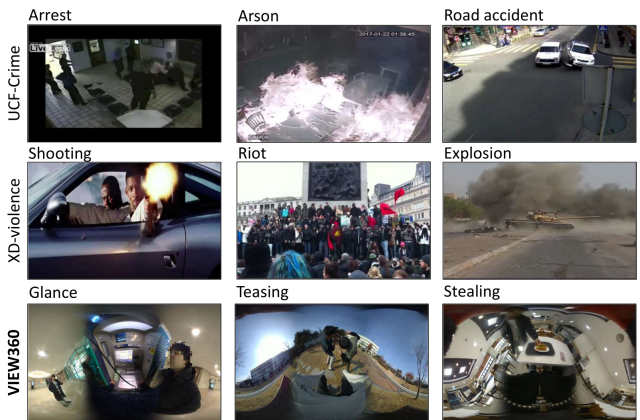 Arrest
Arson
Road accident
UCF-Crime
Live
2017-01-22 01:38:45
Shooting
Riot
Explosion
XD-violence
Glance
Teasing
Stealing
VIEW360